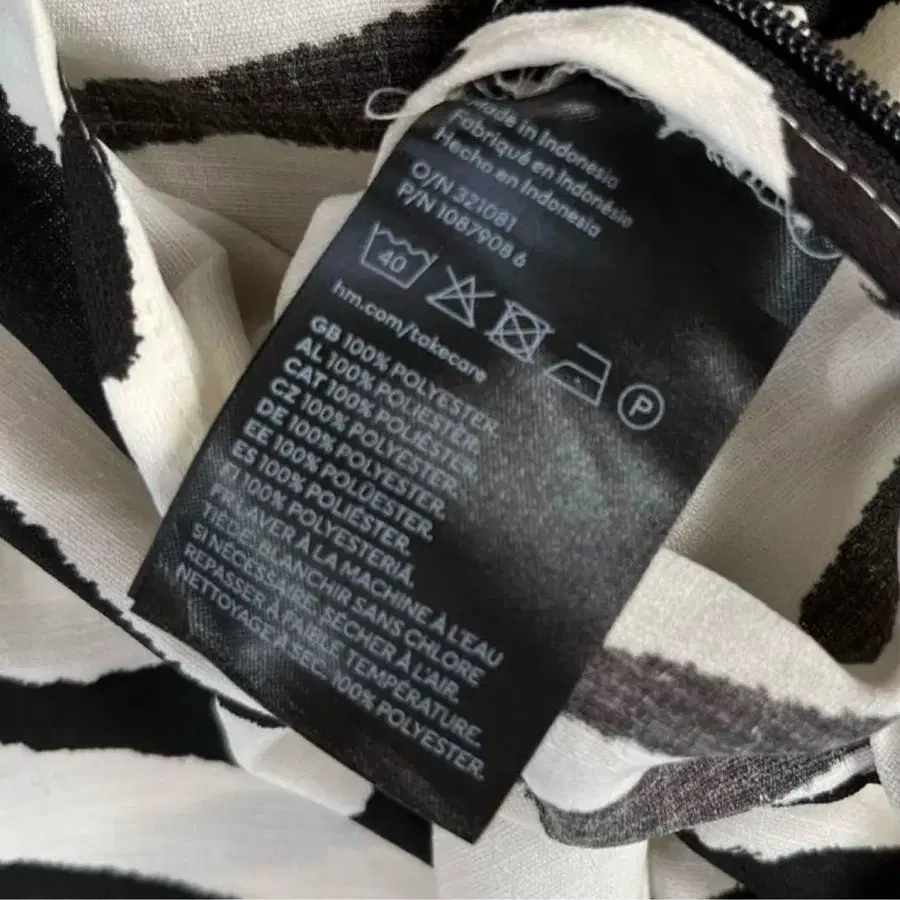 Made in Indonesia
Fabriqué en Indonésie
Hecho en Indonesia
O/N 321081
P/N 1087908 6
40
P
hm.com/takecare
GB 100% POLYESTER.
AL 100% POLIESTER.
CAT 100% POLIÈSTER.
CZ 100% POLYESTER.
DE 100% POLYESTER.
EE 100% POLÜESTER.
ES 100% POLIÉSTER.
FI 100% POLYESTERIÄ.
FR LAVER À LA MACHINE À L'EAU
TIÈDE, BLANCHIR SANS CHLORE
SI NÉCESSAIRE, SÉCHER À L'AIR.
REPASSER À FAIBLE TEMPÉRATURE.
NETTOYAGE À SEC. 100% POLYESTER.